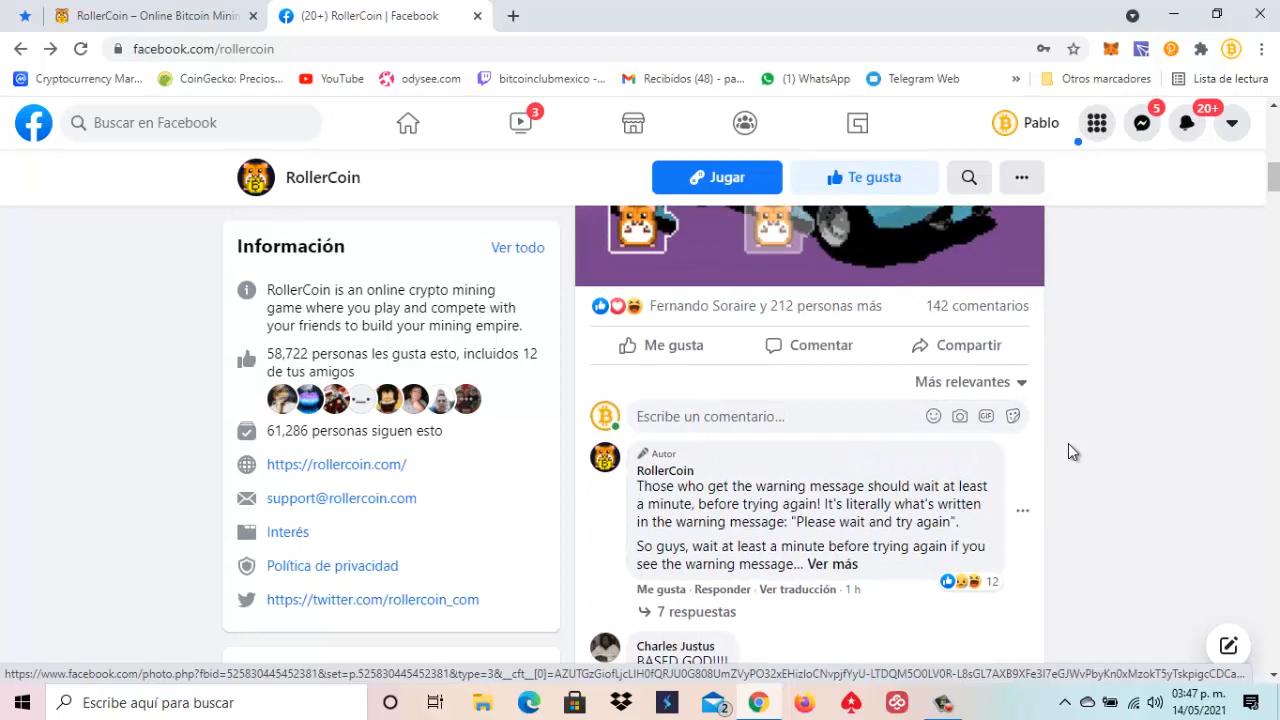 RollerCoin – Online Bitcoin Minin
(20+) RollerCoin | Facebook
facebook.com/rollercoin
Cryptocurrency Mar...
CoinGecko: Precios...
YouTube
odysee.com
bitcoinclubmexico -...
Recibidos (48) - pa...
(1) WhatsApp
Telegram Web
»
Otros marcadores
Lista de lectura
Buscar en Facebook
3
Pablo
5
20+
RollerCoin
Jugar
Te gusta
Información
Ver todo
RollerCoin is an online crypto mining
game where you play and compete with
your friends to build your mining empire.
58,722 personas les gusta esto, incluidos 12
de tus amigos
61,286 personas siguen esto
https://rollercoin.com/
support@rollercoin.com
Interés
Política de privacidad
https://twitter.com/rollercoin_com
Fernando Soraire y 212 personas más
142 comentarios
Me gusta
Comentar
Compartir
Más relevantes
Escribe un comentario...
GIF
Autor
RollerCoin
Those who get the warning message should wait at least
a minute, before trying again! It's literally what's written
in the warning message: "Please wait and try again".
So guys, wait at least a minute before trying again if you
see the warning message... Ver más
12
Me gusta · Responder · Ver traducción · 1 h
7 respuestas
Charles Justus
BASED GOD!!!!
Escribe aquí para buscar
2
03:47 p. m.
14/05/2021